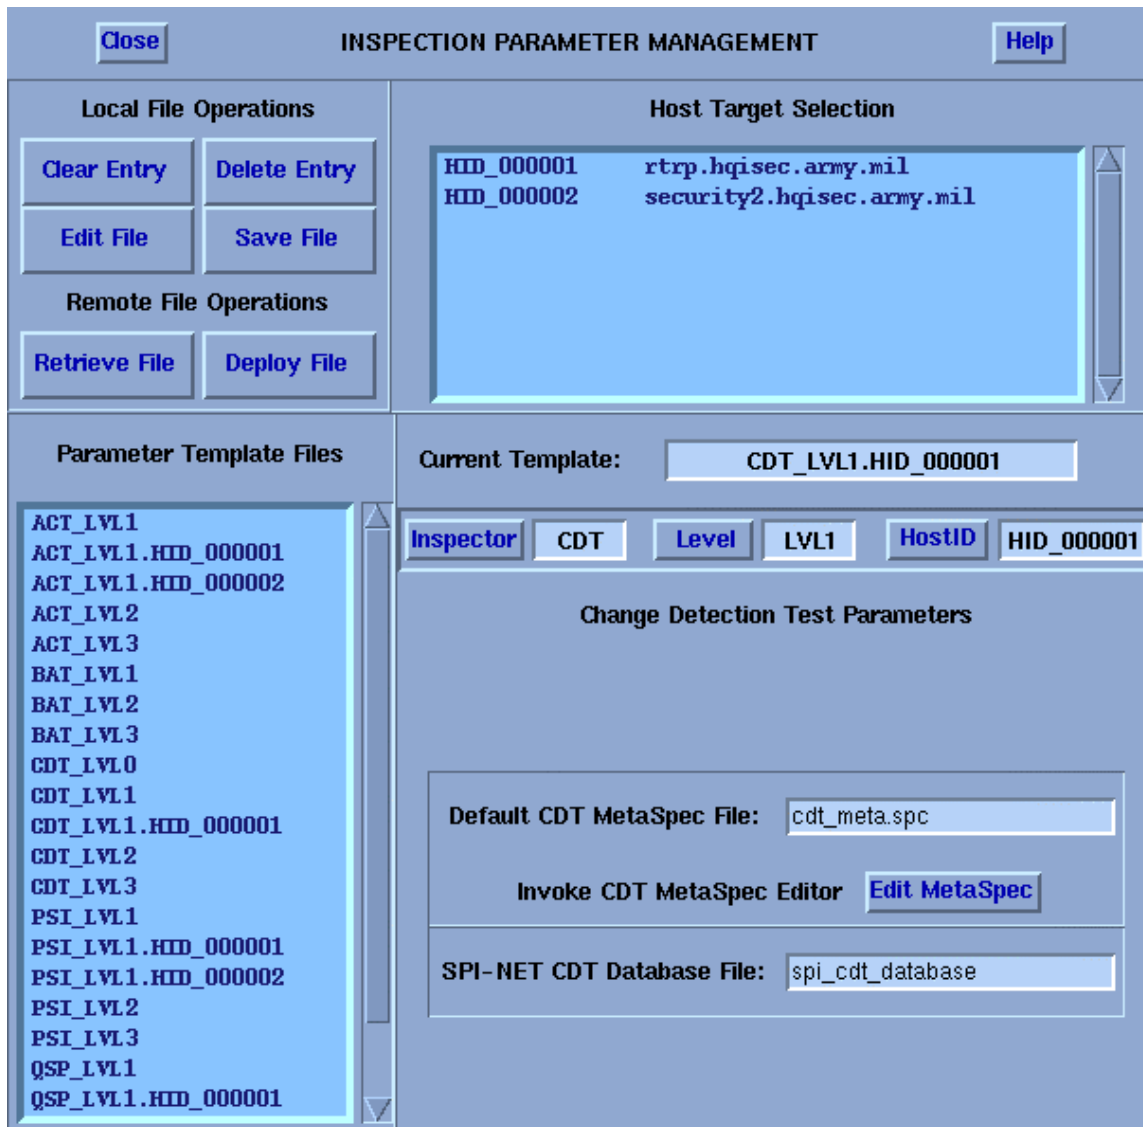 Close INSPECTION PARAMETER MANAGEMENT Help
Local File Operations
Clear Entry Delete Entry
Edit File Save File
Remote File Operations
Retrieve File Deploy File
Host Target Selection
HID_000001 rtrp.hqisec.army.mil
HID_000002 security2.hqisec.army.mil
Parameter Template Files
ACT_LVL1
ACT_LVL1.HID_000001
ACT_LVL1.HID_000002
ACT_LVL2
ACT_LVL3
BAT_LVL1
BAT_LVL2
BAT_LVL3
CDT_LVL0
CDT_LVL1
CDT_LVL1.HID_000001
CDT_LVL2
CDT_LVL3
PSI_LVL1
PSI_LVL1.HID_000001
PSI_LVL1.HID_000002
PSI_LVL2
PSI_LVL3
QSP_LVL1
QSP_LVL1.HID_000001
Current Template: CDT_LVL1.HID_000001
Inspector CDT Level LVL1 HostID HID_000001
Change Detection Test Parameters
Default CDT MetaSpec File: cdt_meta.spc
Invoke CDT MetaSpec Editor Edit MetaSpec
SPI-NET CDT Database File: spi_cdt_database